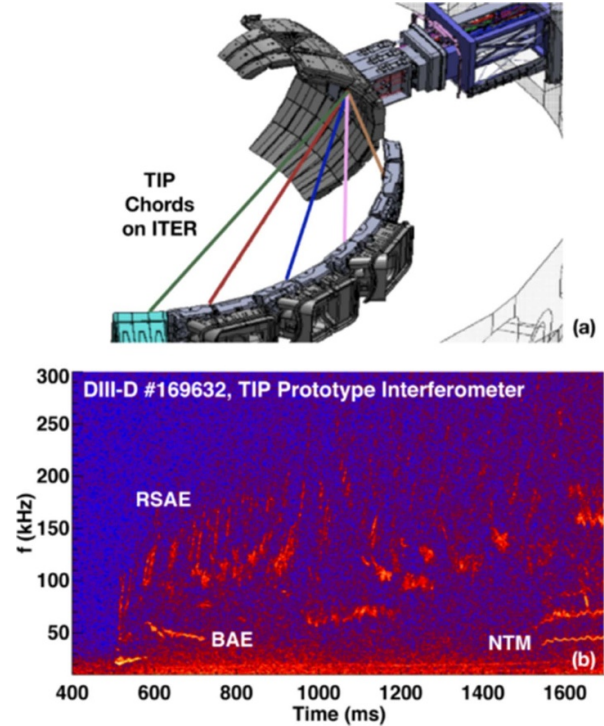 TIP
Chords
on ITER
(a)
DIII-D #169632, TIP Prototype Interferometer
300
250
200
150
100
50
f (kHz)
RSAE
BAE
NTM
(b)
400 600 800 1000 1200 1400 1600
Time (ms)